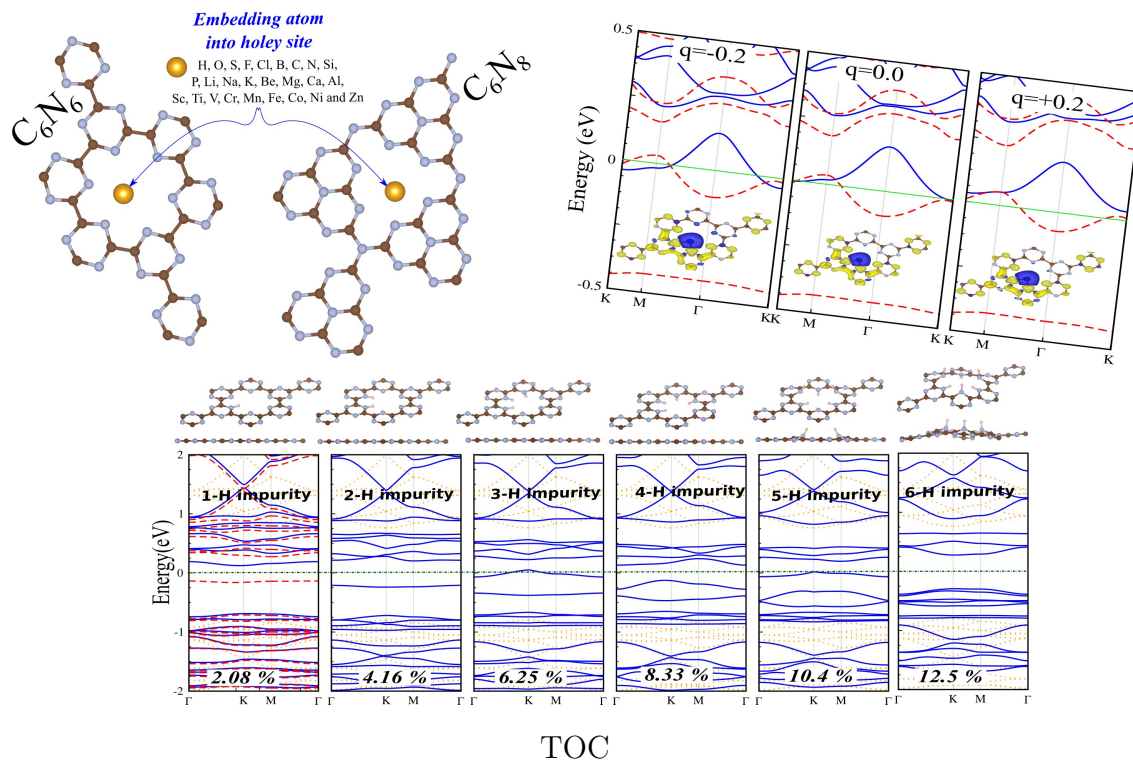 Embedding atom
into holey site
H, O, S, F, Cl, B, C, N, Si,
P, Li, Na, K, Be, Mg, Ca, Al,
Sc, Ti, V, Cr, Mn, Fe, Co, Ni and Zn
C₆N₆
C₆N₈
0.5
0
-0.5
Energy (eV)
q=-0.2
q=0.0
q=+0.2
K M Γ K
K M Γ K
K M Γ K
Energy(eV)
2
1
0
-1
-2
1-H impurity
2-H impurity
3-H impurity
4-H impurity
5-H impurity
6-H impurity
2.08 %
4.16 %
6.25 %
8.33 %
10.4 %
12.5 %
Γ K M Γ
Γ K M Γ
Γ K M Γ
Γ K M Γ
Γ K M Γ
Γ K M Γ
TOC